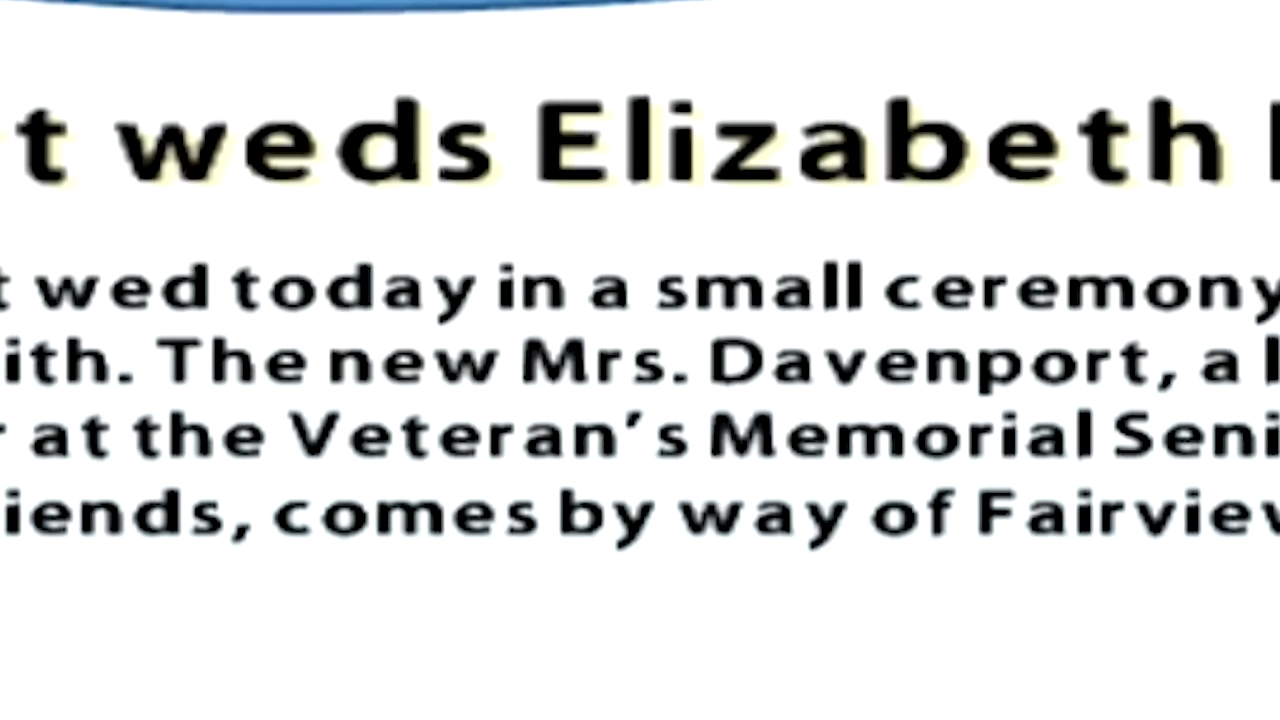 t weds Elizabeth
t wed today in a small ceremony
ith. The new Mrs. Davenport, a l
r at the Veteran's Memorial Seni
iends, comes by way of Fairview